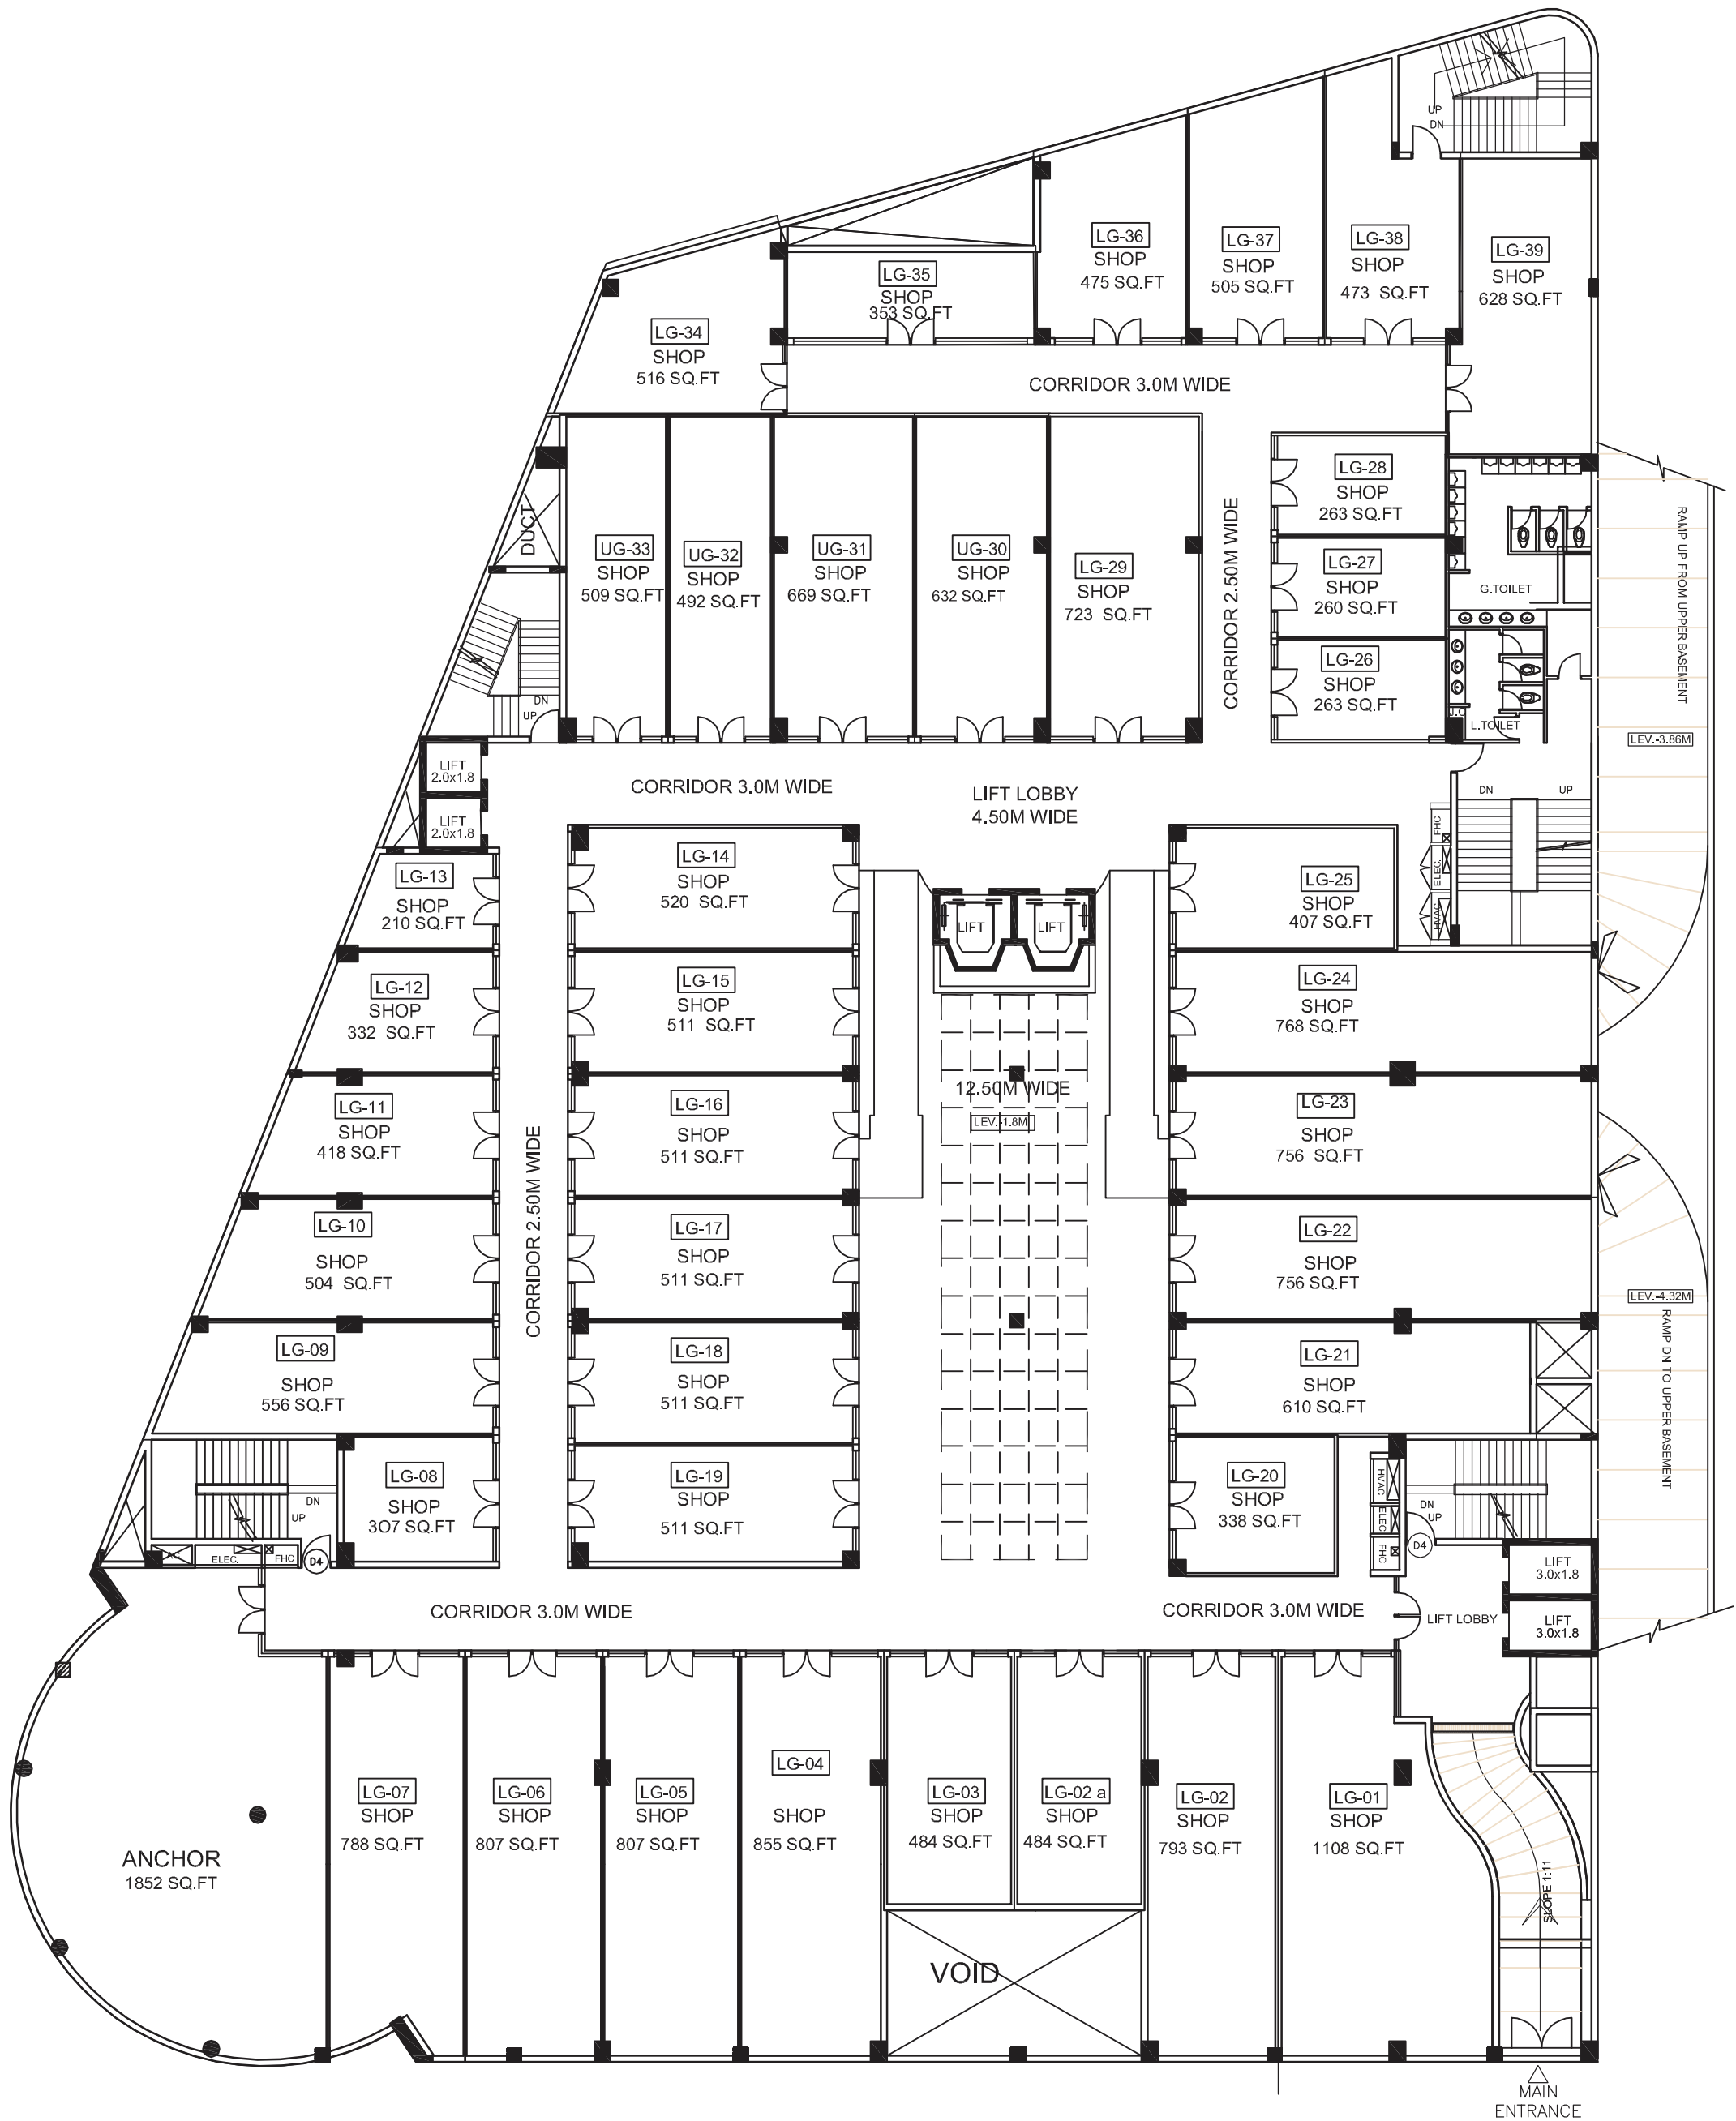 UP
DN
LG-36
SHOP
475 SQ.FT
LG-37
SHOP
505 SQ.FT
LG-38
SHOP
473 SQ.FT
LG-39
SHOP
628 SQ.FT
LG-35
SHOP
353 SQ.FT
LG-34
SHOP
516 SQ.FT
CORRIDOR 3.0M WIDE
DUCT
UG-33
SHOP
509 SQ.FT
UG-32
SHOP
492 SQ.FT
UG-31
SHOP
669 SQ.FT
UG-30
SHOP
632 SQ.FT
LG-29
SHOP
723 SQ.FT
CORRIDOR 2.50M WIDE
LG-28
SHOP
263 SQ.FT
LG-27
SHOP
260 SQ.FT
LG-26
SHOP
263 SQ.FT
G.TOILET
L.TOILET
RAMP UP FROM UPPER BASEMENT
LEV.-3.86M
DN
UP
LIFT
2.0x1.8
LIFT
2.0x1.8
CORRIDOR 3.0M WIDE
LIFT LOBBY
4.50M WIDE
DN
UP
FHC
ELEC.
HVAC
LG-13
SHOP
210 SQ.FT
LG-14
SHOP
520 SQ.FT
LIFT
LIFT
LG-25
SHOP
407 SQ.FT
LG-12
SHOP
332 SQ.FT
LG-15
SHOP
511 SQ.FT
LG-24
SHOP
768 SQ.FT
LG-11
SHOP
418 SQ.FT
CORRIDOR 2.50M WIDE
LG-16
SHOP
511 SQ.FT
12.50M WIDE
LEV.-1.8M
LG-23
SHOP
756 SQ.FT
LG-10
SHOP
504 SQ.FT
LG-17
SHOP
511 SQ.FT
LG-22
SHOP
756 SQ.FT
LEV.-4.32M
RAMP DN TO UPPER BASEMENT
LG-09
SHOP
556 SQ.FT
LG-18
SHOP
511 SQ.FT
LG-21
SHOP
610 SQ.FT
LG-08
SHOP
3O7 SQ.FT
DN
UP
ELEC.
FHC
D4
LG-19
SHOP
511 SQ.FT
LG-20
SHOP
338 SQ.FT
HVAC
ELEC.
FHC
DN
UP
D4
LIFT
3.0x1.8
LIFT
3.0x1.8
LIFT LOBBY
CORRIDOR 3.0M WIDE
CORRIDOR 3.0M WIDE
ANCHOR
1852 SQ.FT
LG-07
SHOP
788 SQ.FT
LG-06
SHOP
807 SQ.FT
LG-05
SHOP
807 SQ.FT
LG-04
SHOP
855 SQ.FT
LG-03
SHOP
484 SQ.FT
LG-02 a
SHOP
484 SQ.FT
LG-02
SHOP
793 SQ.FT
LG-01
SHOP
1108 SQ.FT
SLOPE 1:11
VOID
MAIN
ENTRANCE